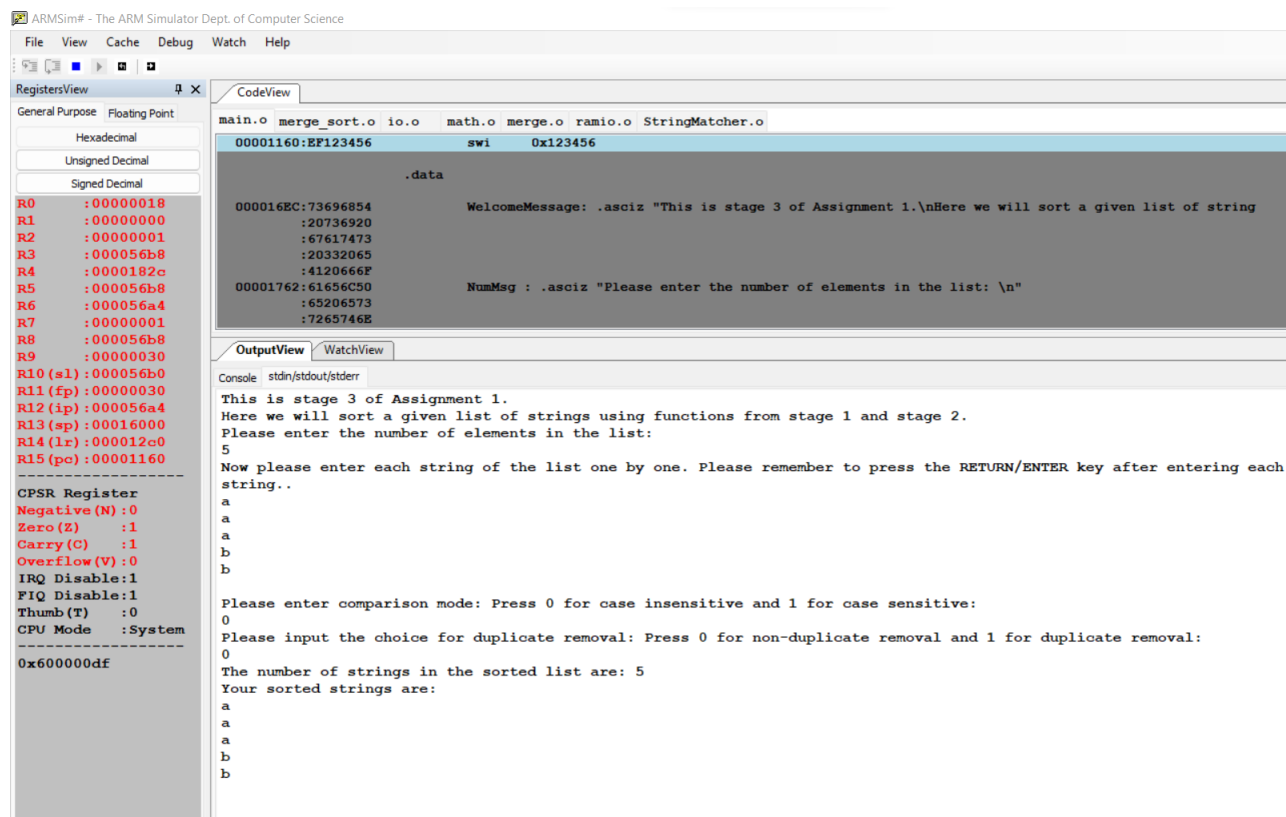 ARMSim# - The ARM Simulator Dept. of Computer Science
File View Cache Debug Watch Help
RegistersView
General Purpose Floating Point
Hexadecimal
Unsigned Decimal
Signed Decimal
R0 :00000018
R1 :00000000
R2 :00000001
R3 :000056b8
R4 :0000182c
R5 :000056b8
R6 :000056a4
R7 :00000001
R8 :000056b8
R9 :00000030
R10(sl):000056b0
R11(fp):00000030
R12(ip):000056a4
R13(sp):00016000
R14(lr):000012c0
R15(pc):00001160
-------------------
CPSR Register
Negative(N):0
Zero(Z) :1
Carry(C) :1
Overflow(V):0
IRQ Disable:1
FIQ Disable:1
Thumb(T) :0
CPU Mode :System
-------------------
0x600000df
CodeView
main.o merge_sort.o io.o math.o merge.o ramio.o StringMatcher.o
00001160:EF123456 swi 0x123456
.data
000016EC:73696854 WelcomeMessage: .asciz "This is stage 3 of Assignment 1.\nHere we will sort a given list of string
:20736920
:67617473
:20332065
:4120666F
00001762:61656C50 NumMsg : .asciz "Please enter the number of elements in the list: \n"
:65206573
:7265746E
OutputView WatchView
Console stdin/stdout/stderr
This is stage 3 of Assignment 1.
Here we will sort a given list of strings using functions from stage 1 and stage 2.
Please enter the number of elements in the list:
5
Now please enter each string of the list one by one. Please remember to press the RETURN/ENTER key after entering each
string..
a
a
a
b
b
Please enter comparison mode: Press 0 for case insensitive and 1 for case sensitive:
0
Please input the choice for duplicate removal: Press 0 for non-duplicate removal and 1 for duplicate removal:
0
The number of strings in the sorted list are: 5
Your sorted strings are:
a
a
a
b
b